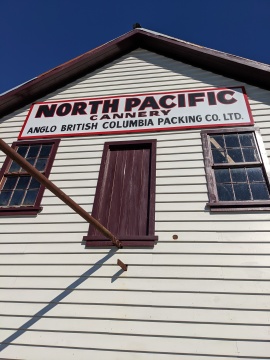 NORTH PACIFIC
CANNERY
ANGLO BRITISH COLUMBIA PACKING CO. LTD.